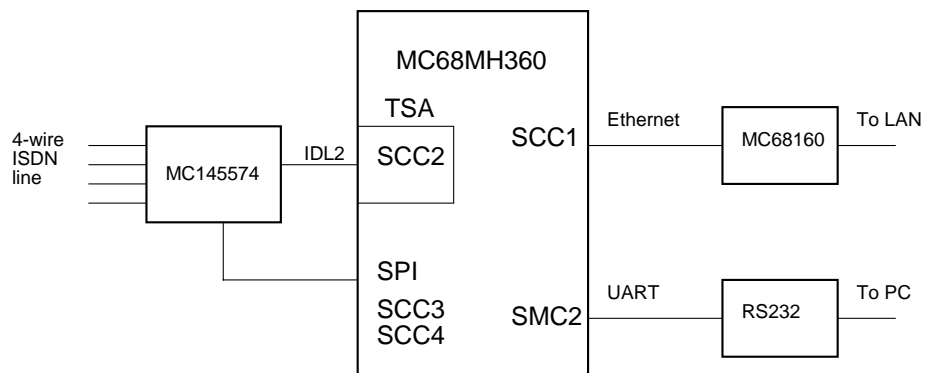 MC68MH360
TSA
4-wire
ISDN
line
MC145574
IDL2
SCC2
SCC1
Ethernet
MC68160
To LAN
SPI
SCC3
SCC4
SMC2
UART
RS232
To PC